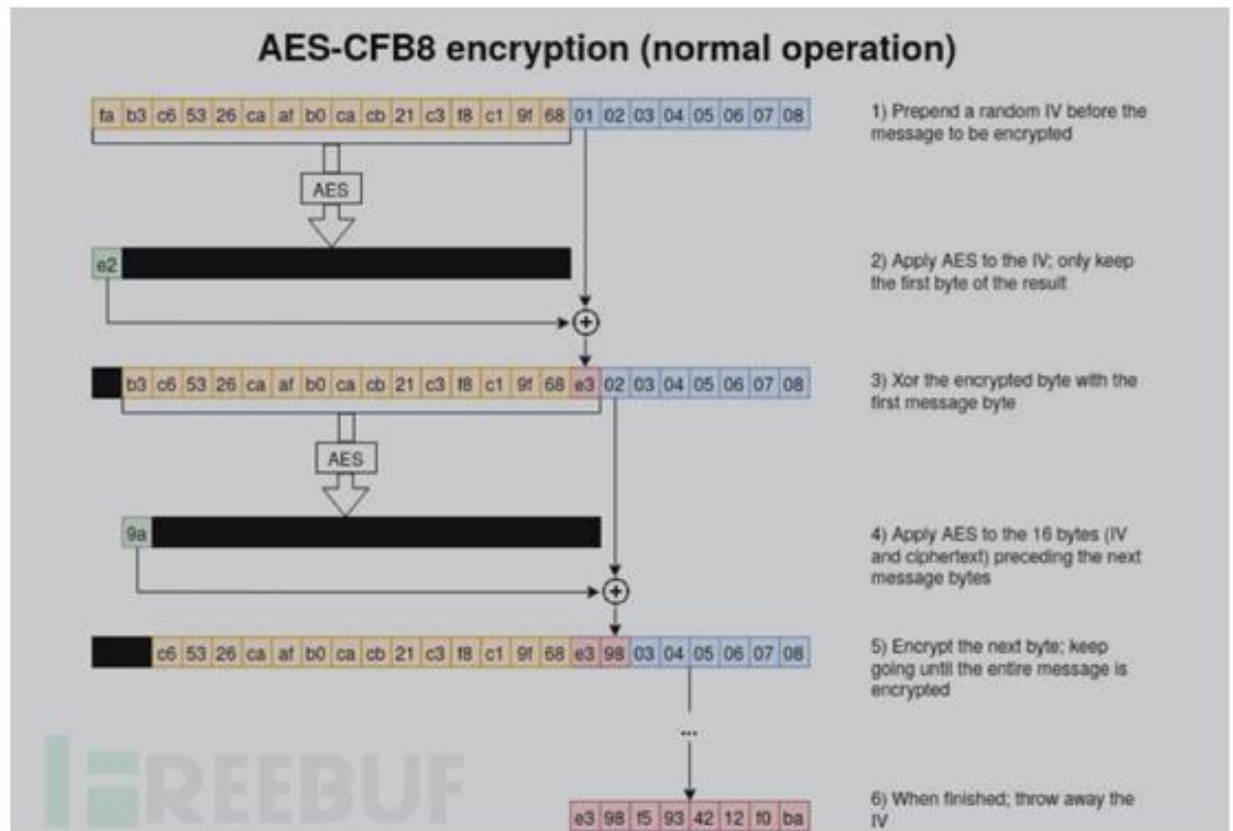 AES-CFB8 encryption (normal operation)
fa b3 c6 53 26 ca af b0 ca cb 21 c3 f8 c1 9f 68 01 02 03 04 05 06 07 08
1) Prepend a random IV before the
message to be encrypted
AES
e2
2) Apply AES to the IV; only keep
the first byte of the result
b3 c6 53 26 ca af b0 ca cb 21 c3 f8 c1 9f 68 e3 02 03 04 05 06 07 08
3) Xor the encrypted byte with the
first message byte
AES
9a
4) Apply AES to the 16 bytes (IV
and ciphertext) preceding the next
message bytes
c6 53 26 ca af b0 ca cb 21 c3 f8 c1 9f 68 e3 98 03 04 05 06 07 08
5) Encrypt the next byte; keep
going until the entire message is
encrypted
...
REEBUF
e3 98 f5 93 42 12 f0 ba
6) When finished; throw away the
IV